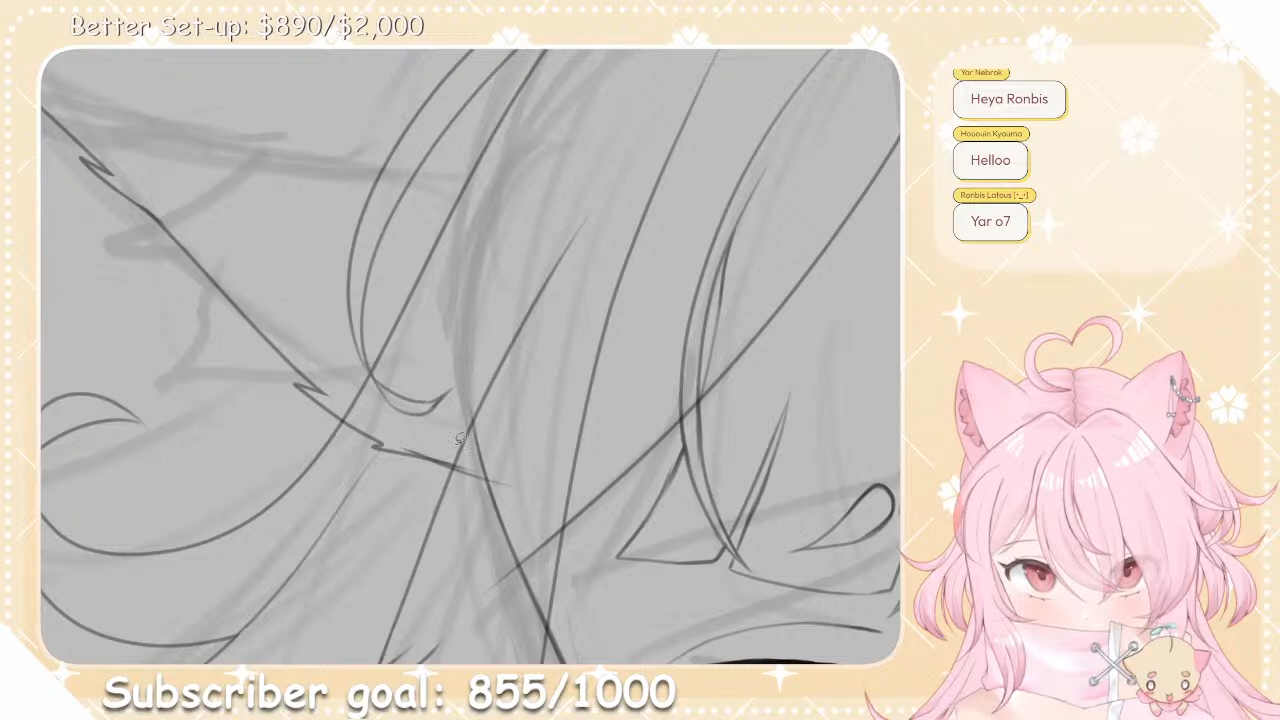 Better Set-up: $890/$2,000
Yar Nebrok
Heya Ronbis
Hououin Kyouma
Helloo
Ronbis Lafous [•_•]
Yar o7
Subscriber goal: 855/1000